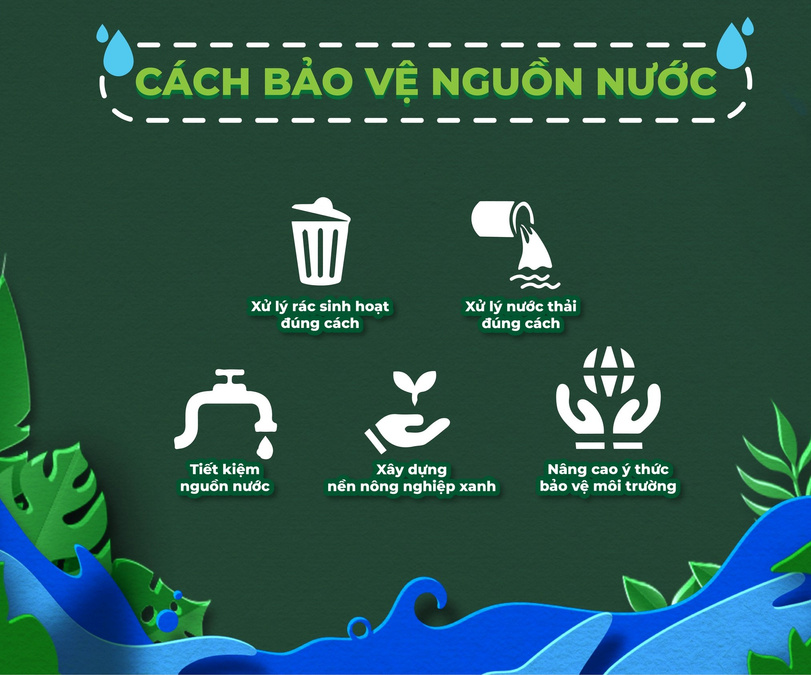 CÁCH BẢO VỆ NGUỒN NƯỚC
Xử lý rác sinh hoạt
đúng cách
Xử lý nước thải
đúng cách
Tiết kiệm
nguồn nước
Xây dựng
nền nông nghiệp xanh
Nâng cao ý thức
bảo vệ môi trường